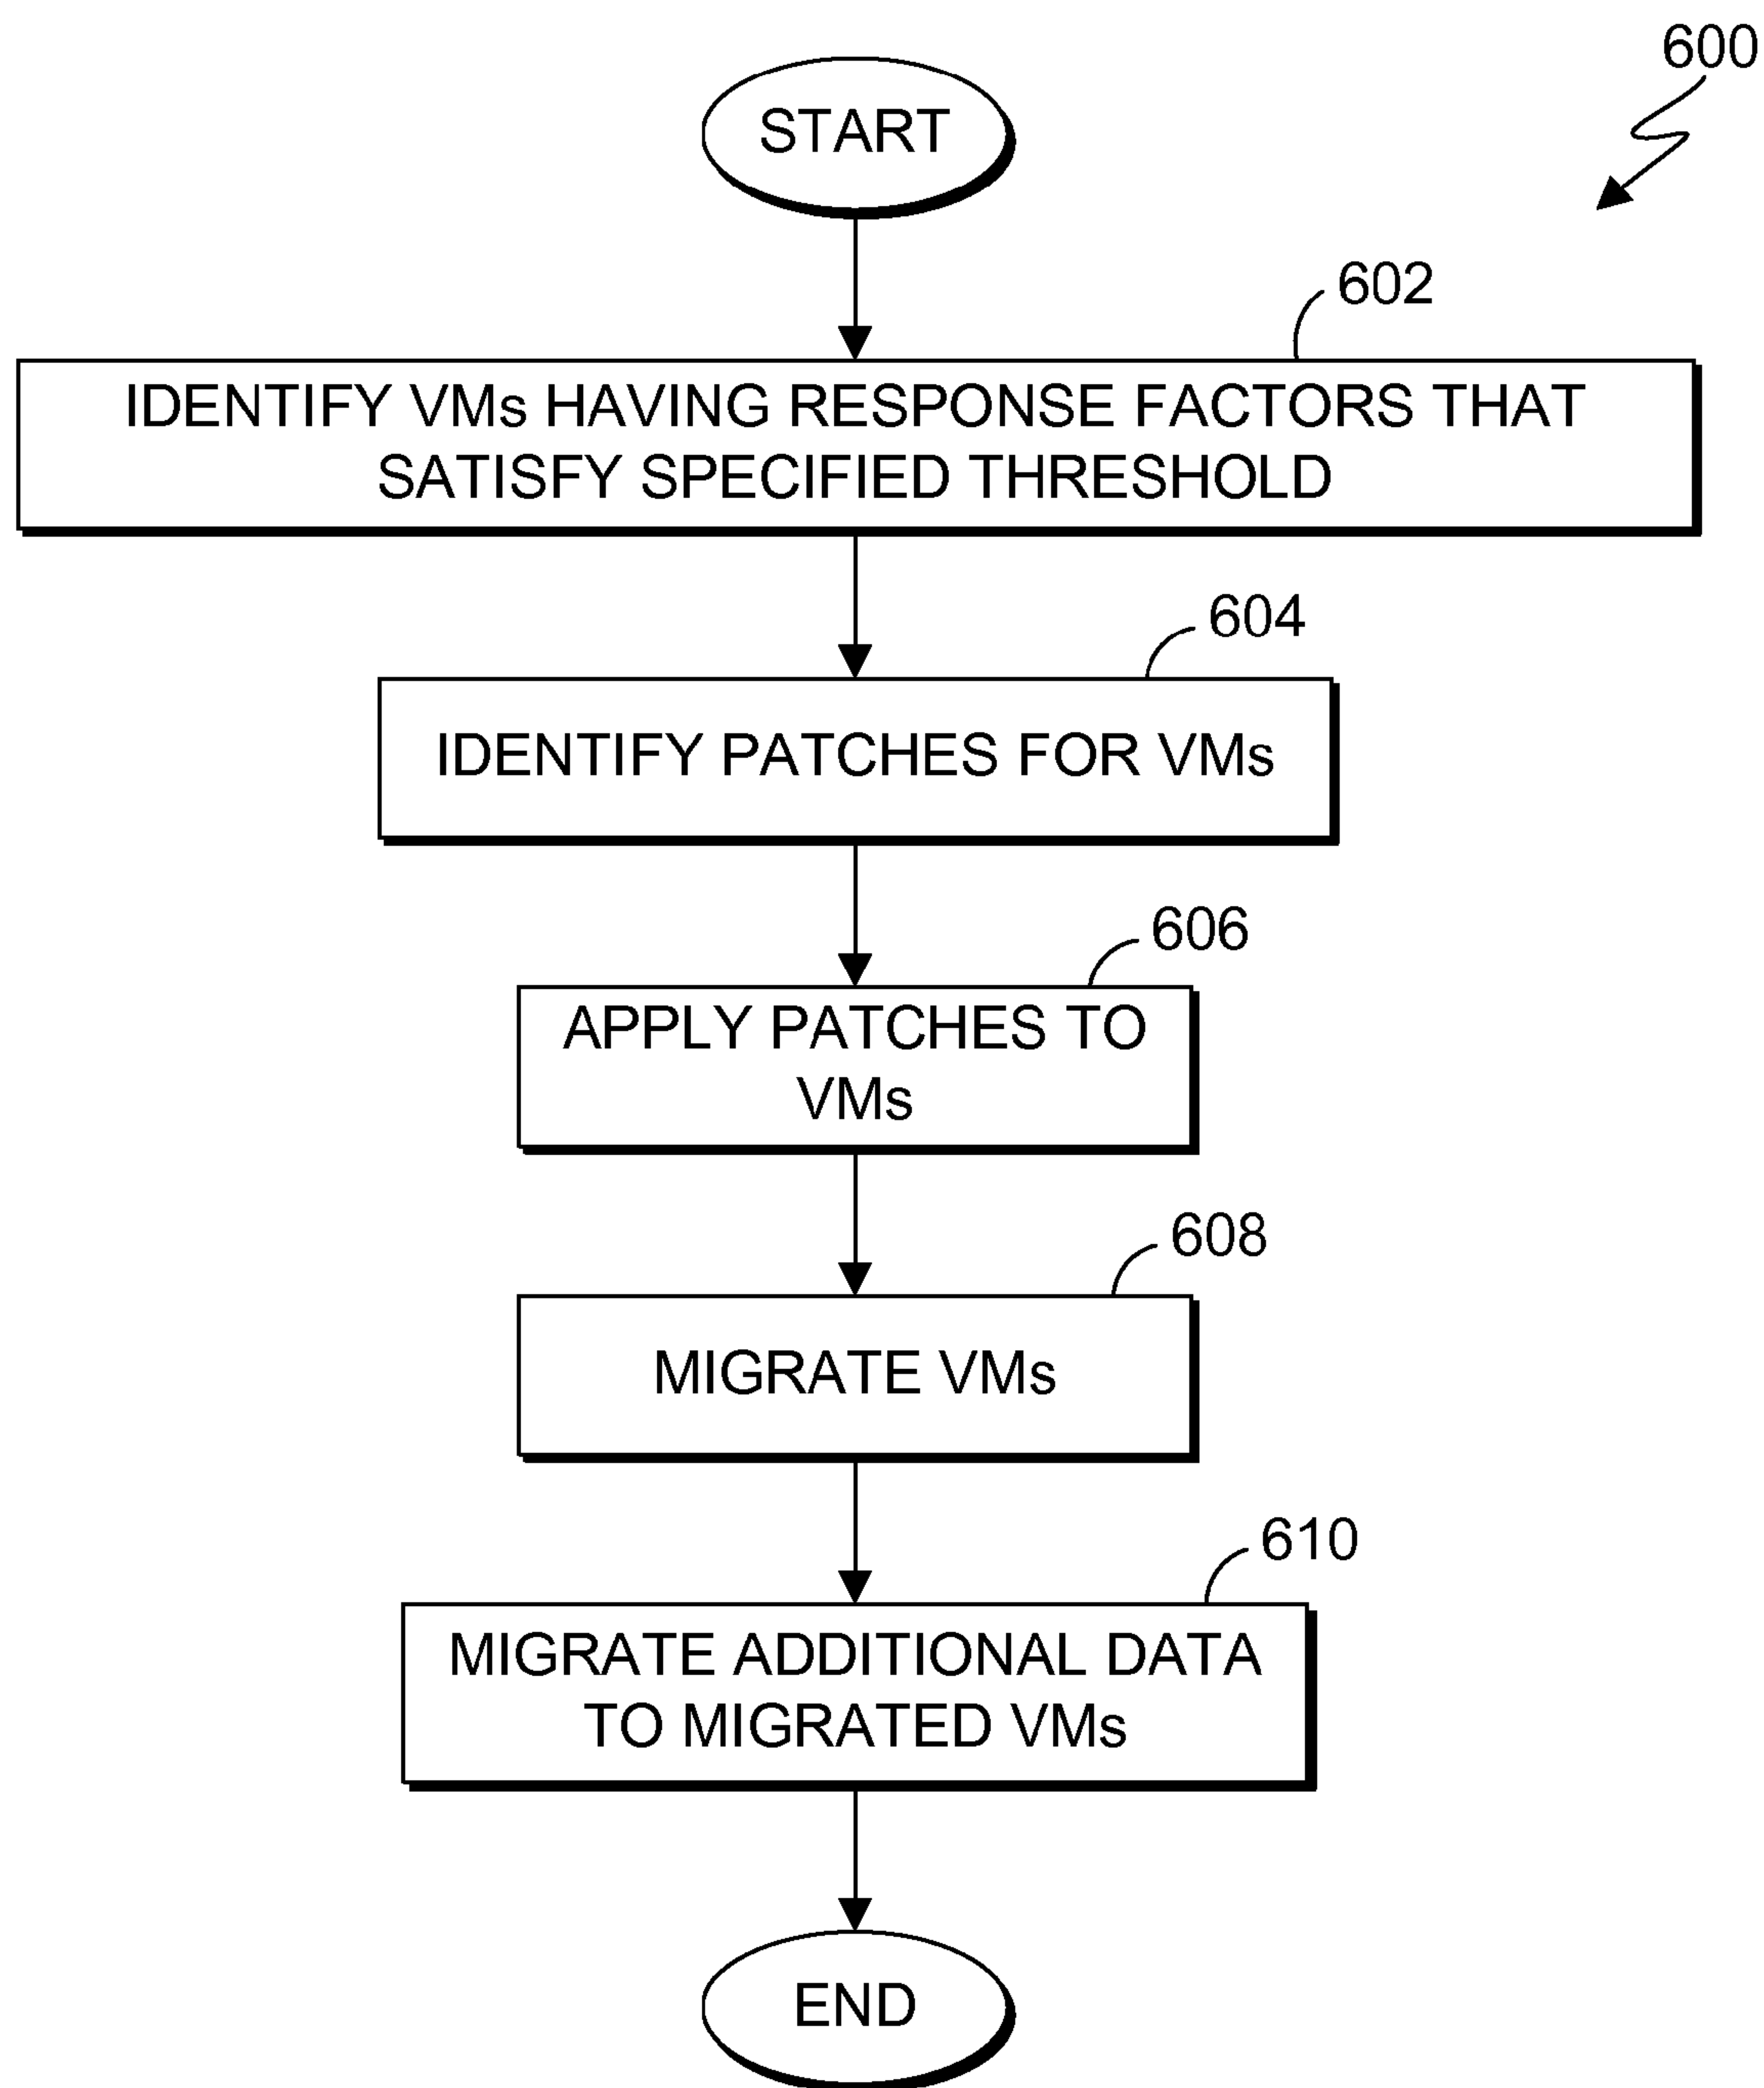 600
START
602
IDENTIFY VMs HAVING RESPONSE FACTORS THAT
SATISFY SPECIFIED THRESHOLD
604
IDENTIFY PATCHES FOR VMs
606
APPLY PATCHES TO
VMs
608
MIGRATE VMs
610
MIGRATE ADDITIONAL DATA
TO MIGRATED VMs
END